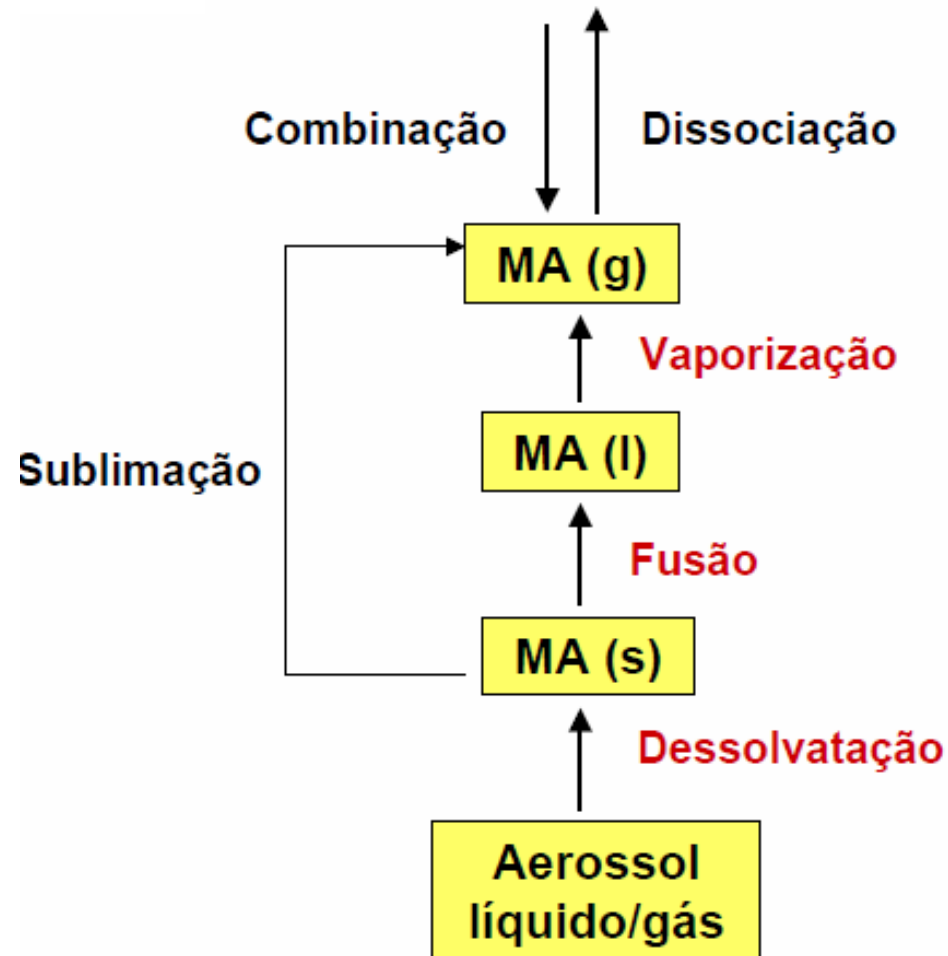 Combinação
Dissociação
MA (g)
Vaporização
MA (l)
Sublimação
Fusão
MA (s)
Dessolvatação
Aerossol
líquido/gás